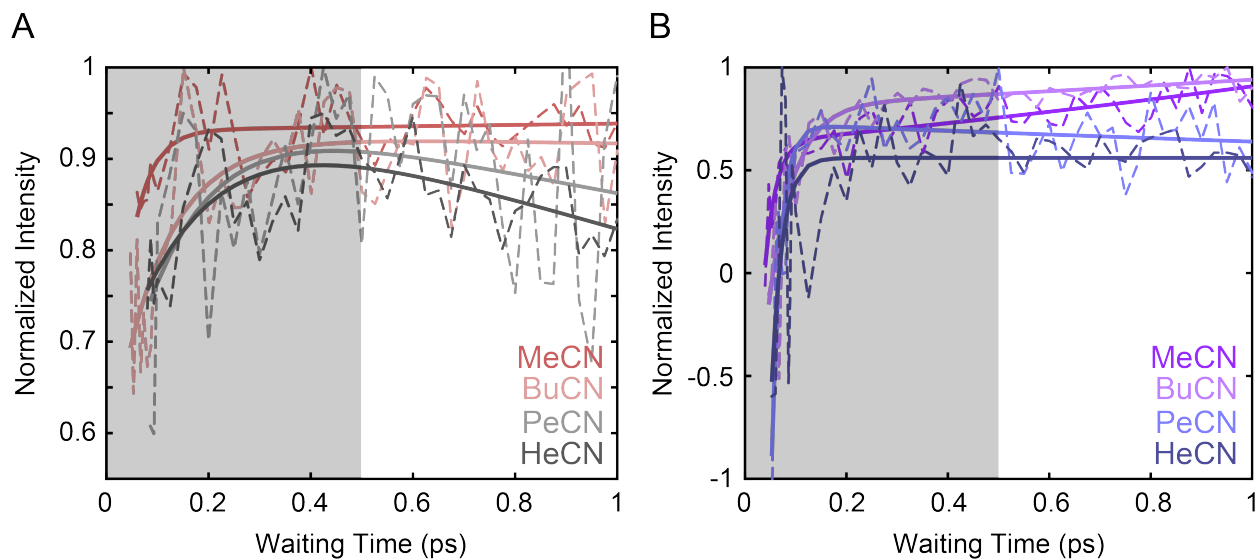 A
1
0.9
0.8
0.7
0.6
0
0.2
0.4
0.6
0.8
1
Normalized Intensity
Waiting Time (ps)
MeCN
BuCN
PeCN
HeCN
B
1
0.5
0
-0.5
-1
0
0.2
0.4
0.6
0.8
1
Normalized Intensity
Waiting Time (ps)
MeCN
BuCN
PeCN
HeCN